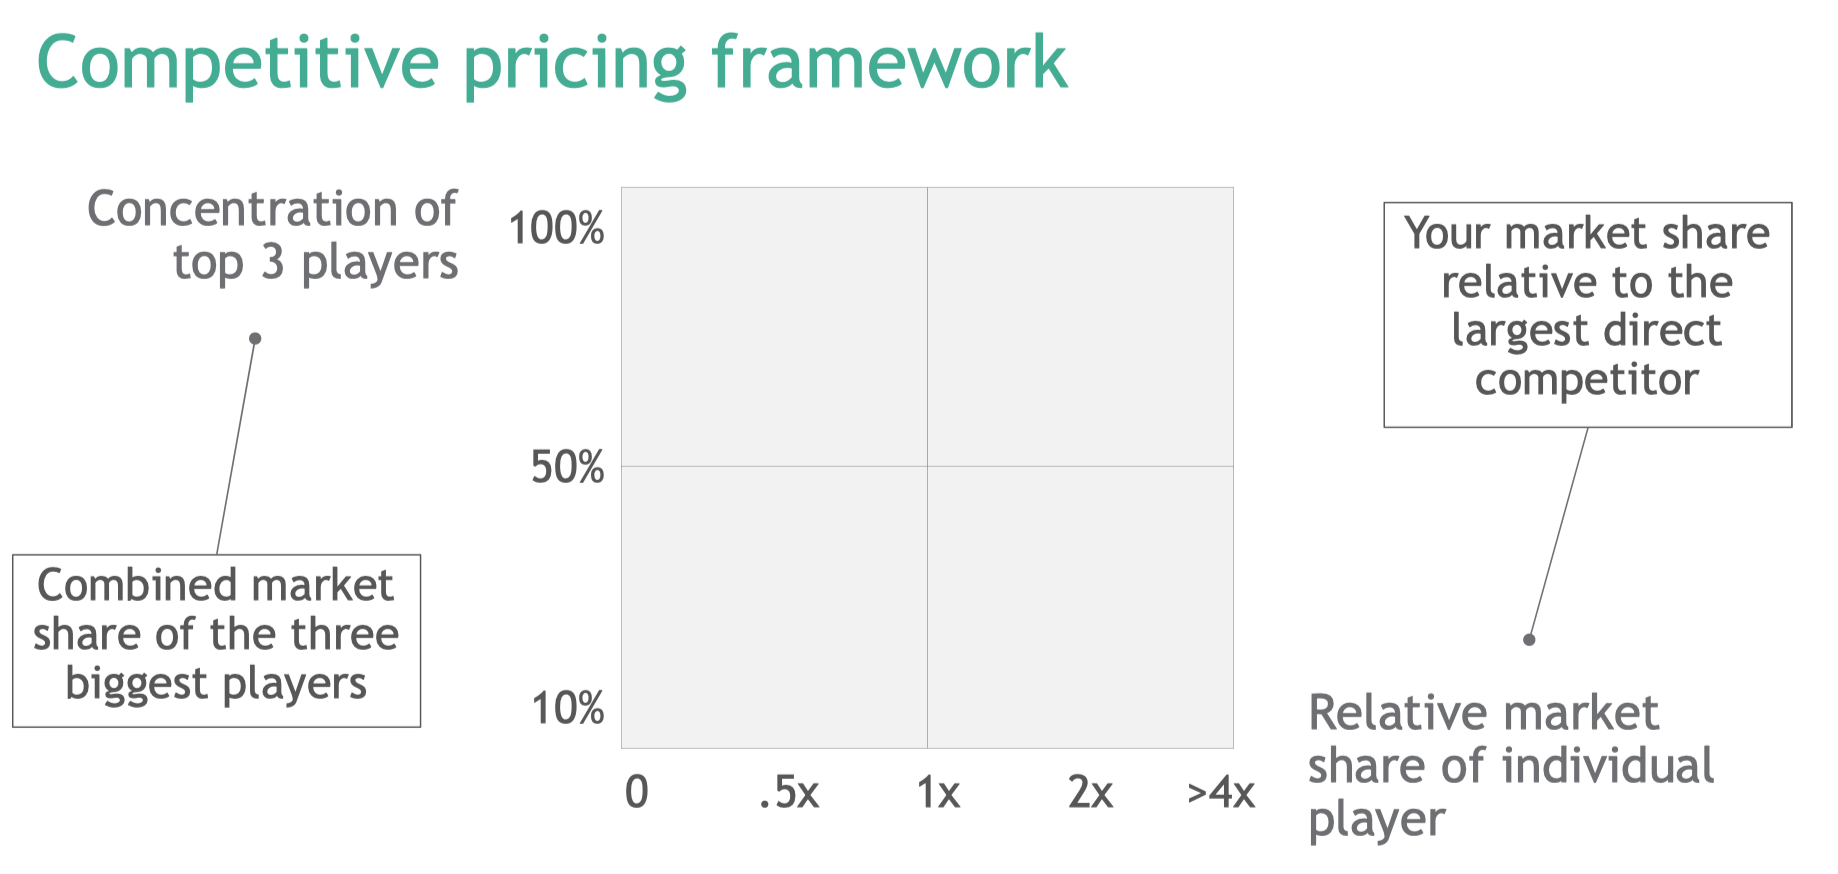 Competitive pricing framework
Concentration of
top 3 players
Combined market
share of the three
biggest players
100%
50%
10%
0
.5x
1x
2x
>4x
Your market share
relative to the
largest direct
competitor
Relative market
share of individual
player